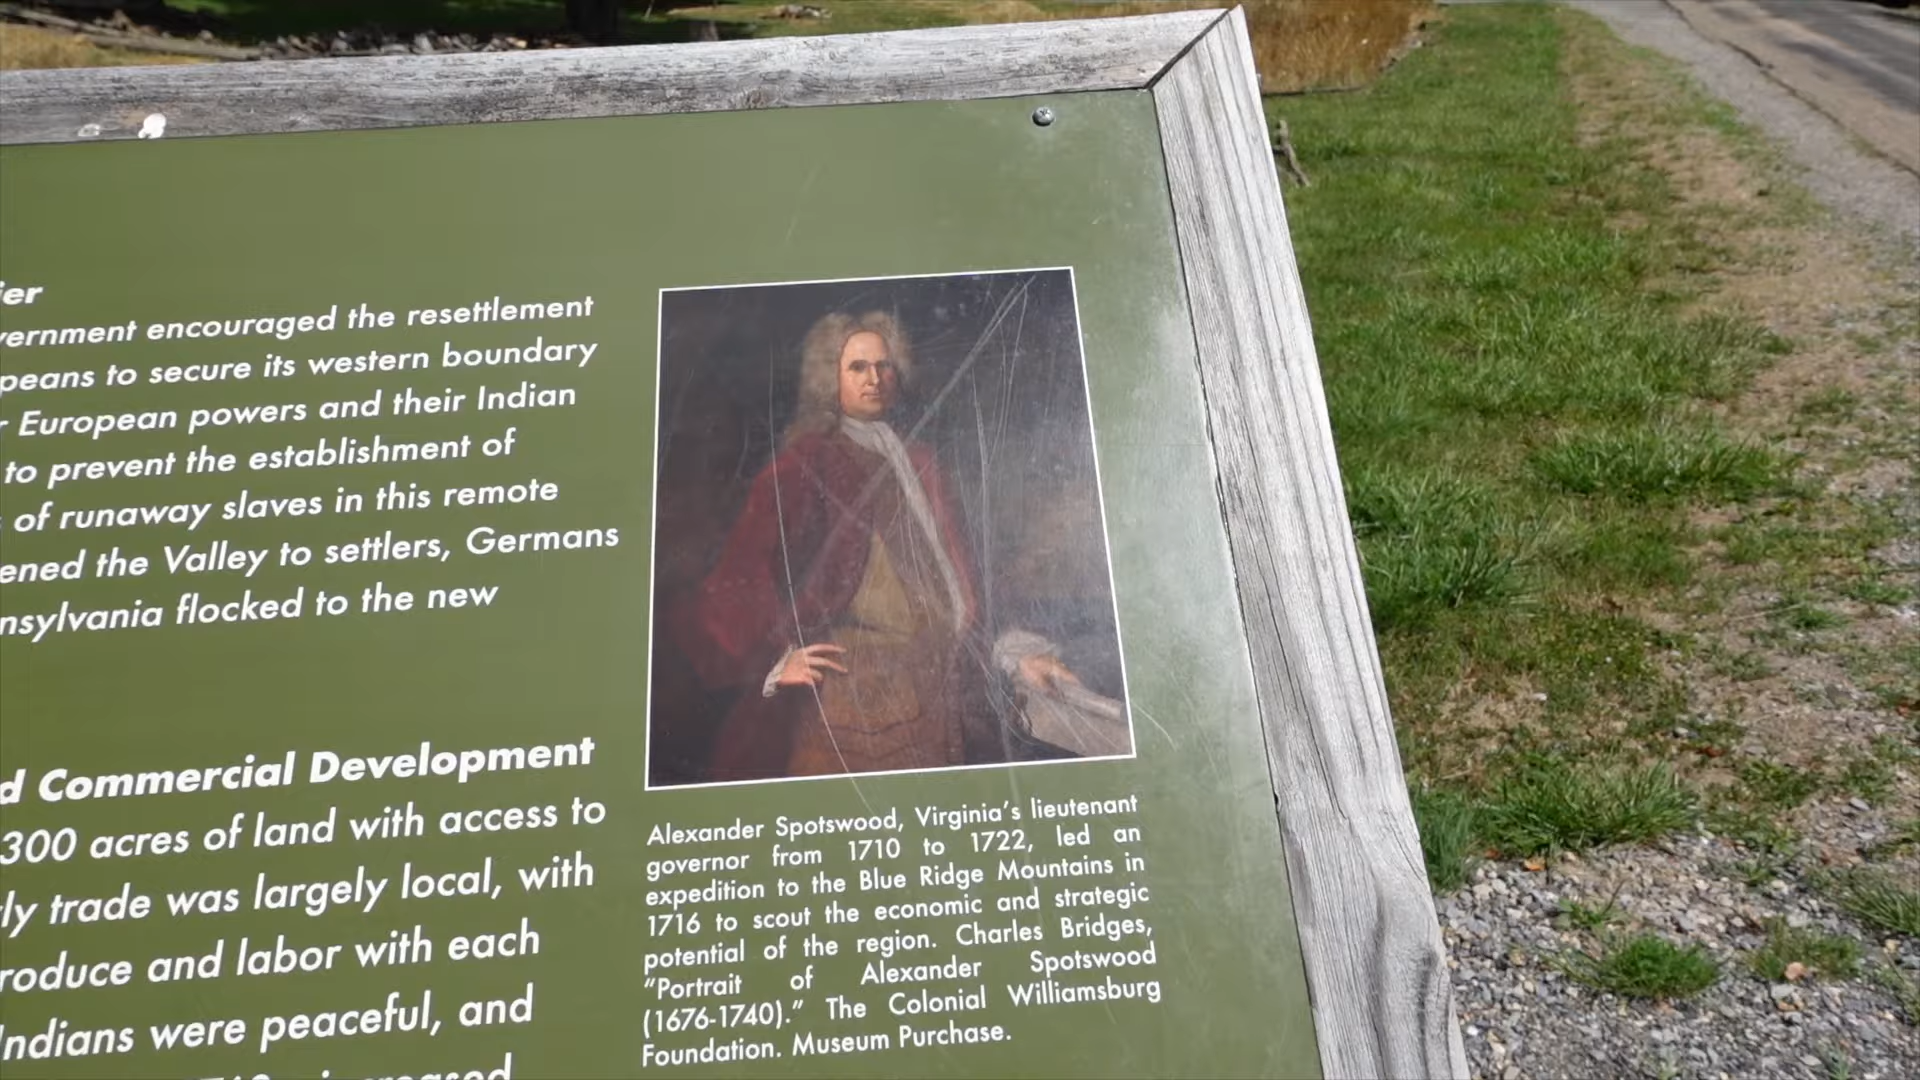 ier
vernment encouraged the resettlement
peans to secure its western boundary
r European powers and their Indian
to prevent the establishment of
of runaway slaves in this remote
ened the Valley to settlers, Germans
nsylvania flocked to the new
d Commercial Development
300 acres of land with access to
rly trade was largely local, with
roduce and labor with each
Indians were peaceful, and
increased
Alexander Spotswood, Virginia's lieutenant
governor from 1710 to 1722, led an
expedition to the Blue Ridge Mountains in
1716 to scout the economic and strategic
potential of the region. Charles Bridges,
"Portrait of Alexander Spotswood
(1676-1740)." The Colonial Williamsburg
Foundation. Museum Purchase.